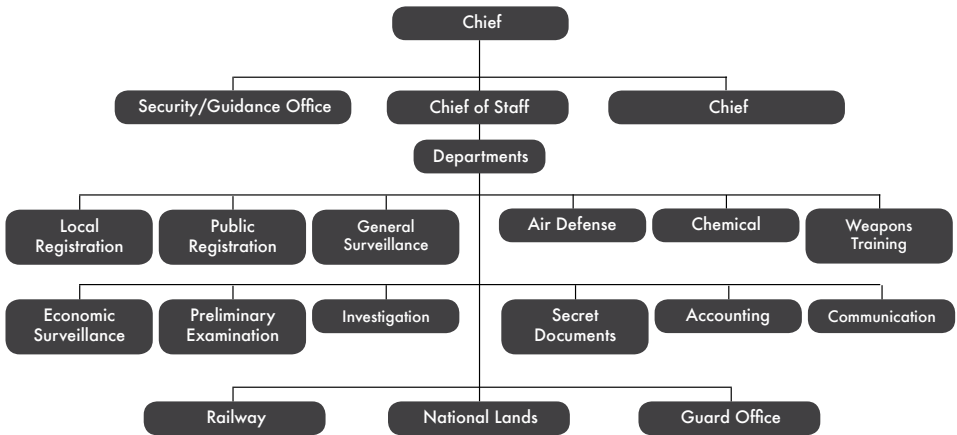 Chief
Security/Guidance Office
Chief of Staff
Chief
Departments
Local
Registration
Public
Registration
General
Surveillance
Air Defense
Chemical
Weapons
Training
Economic
Surveillance
Preliminary
Examination
Investigation
Secret
Documents
Accounting
Communication
Railway
National Lands
Guard Office